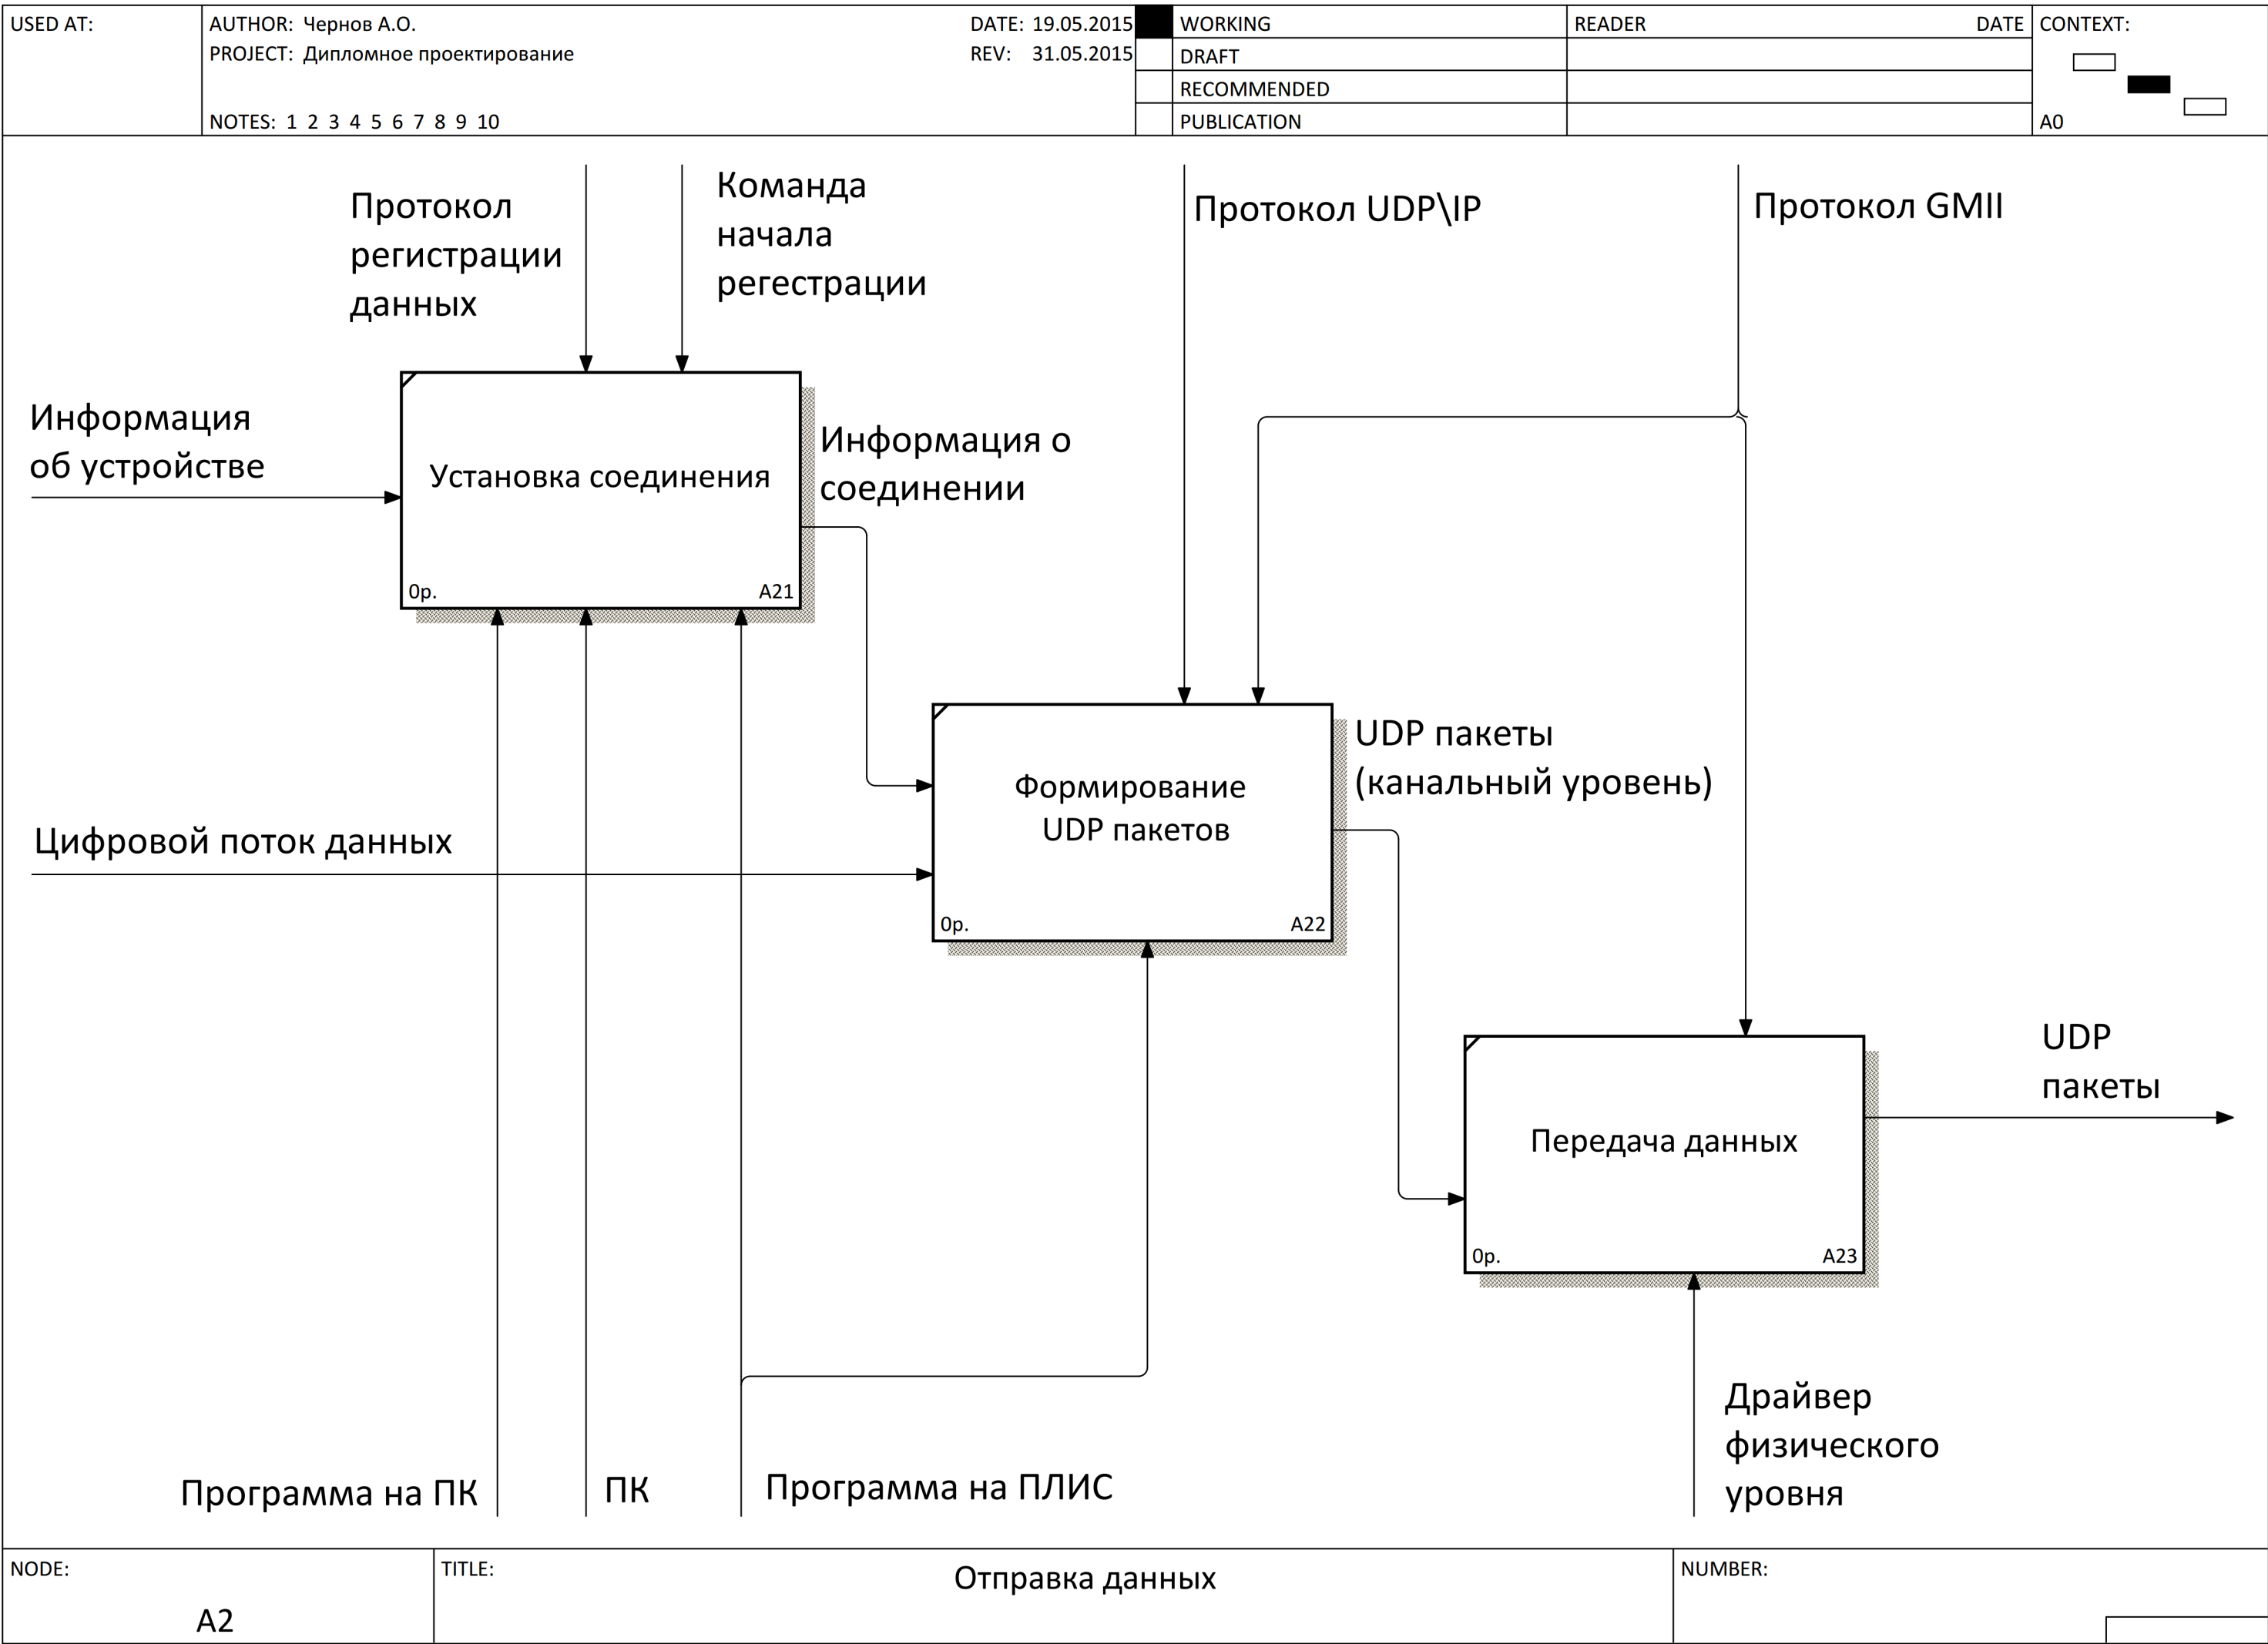 USED AT:
AUTHOR: Чернов А.О.
DATE: 19.05.2015
PROJECT: Дипломное проектирование
REV: 31.05.2015
NOTES: 1 2 3 4 5 6 7 8 9 10
WORKING
DRAFT
RECOMMENDED
PUBLICATION
READER
DATE
CONTEXT:
A0
Протокол
регистрации
данных
Команда
начала
регестрации
Протокол UDP\IP
Протокол GMII
Информация
об устройстве
Установка соединения
0р.
A21
Информация о
соединении
Цифровой поток данных
Формирование
UDP пакетов
0р.
A22
UDP пакеты
(канальный уровень)
Передача данных
0р.
A23
UDP
пакеты
Программа на ПК
ПК
Программа на ПЛИС
Драйвер
физического
уровня
NODE:
A2
TITLE:
Отправка данных
NUMBER: